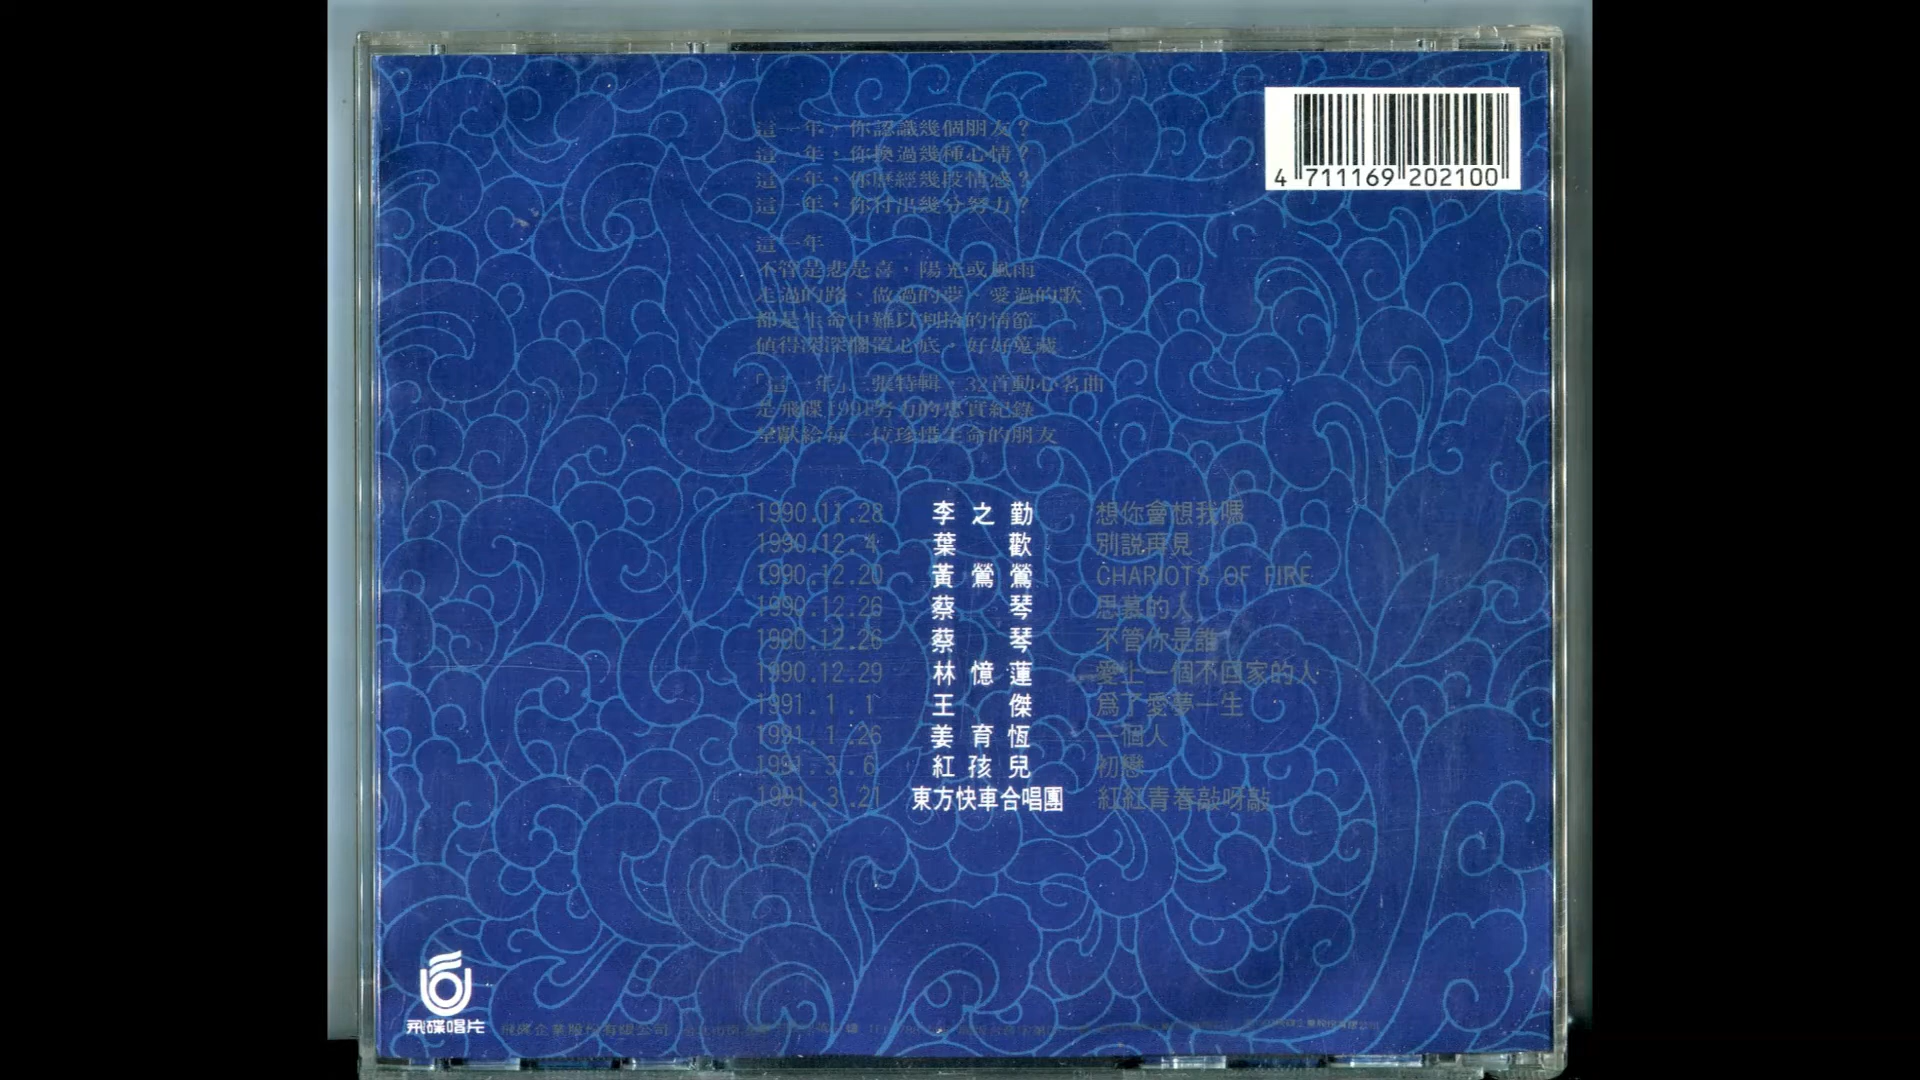 4 711169 202100
這一年，你認識幾個朋友？
這一年，你換過幾種心情？
這一年，你歷經幾段情感？
這一年，你付出幾分努力？
這一年
不管是悲是喜，陽光或風雨
走過的路、做過的夢、愛過的歌
都是生命中難以割捨的情節
値得深深擱置心底，好好蒐藏
「這一年」三張特輯，32首動心名曲
是飛碟1991努力的忠實紀錄
呈獻給每一位珍惜生命的朋友
1990.11.28 李之勤 想你會想我嗎
1990.12.4 葉歡 別説再見
1990.12.20 黃鶯鶯 CHARIOTS OF FIRE
1990.12.26 蔡琴 思慕的人
1990.12.26 蔡琴 不管你是誰
1990.12.29 林憶蓮 愛上一個不回家的人
1991.1.1 王傑 爲了愛夢一生
1991.1.26 姜育恆 一個人
1991.3.6 紅孩兒 初戀
1991.3.21 東方快車合唱團 紅紅青春敲呀敲
飛碟唱片 飛碟企業股份有限公司